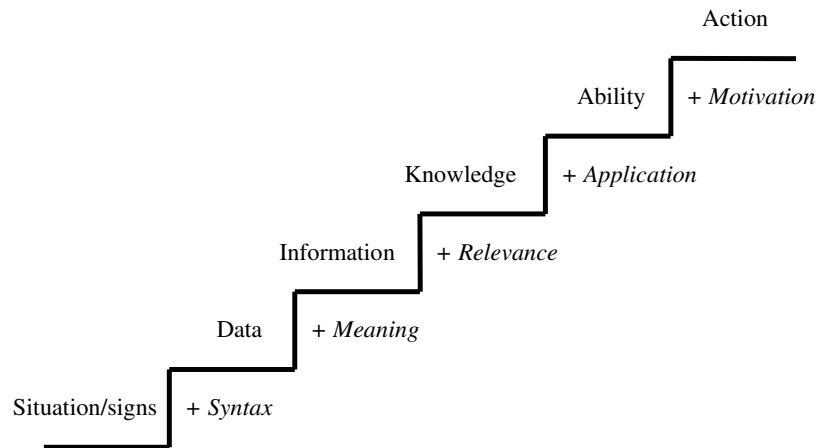 Action
Ability + Motivation
Knowledge + Application
Information + Relevance
Data + Meaning
Situation/signs + Syntax